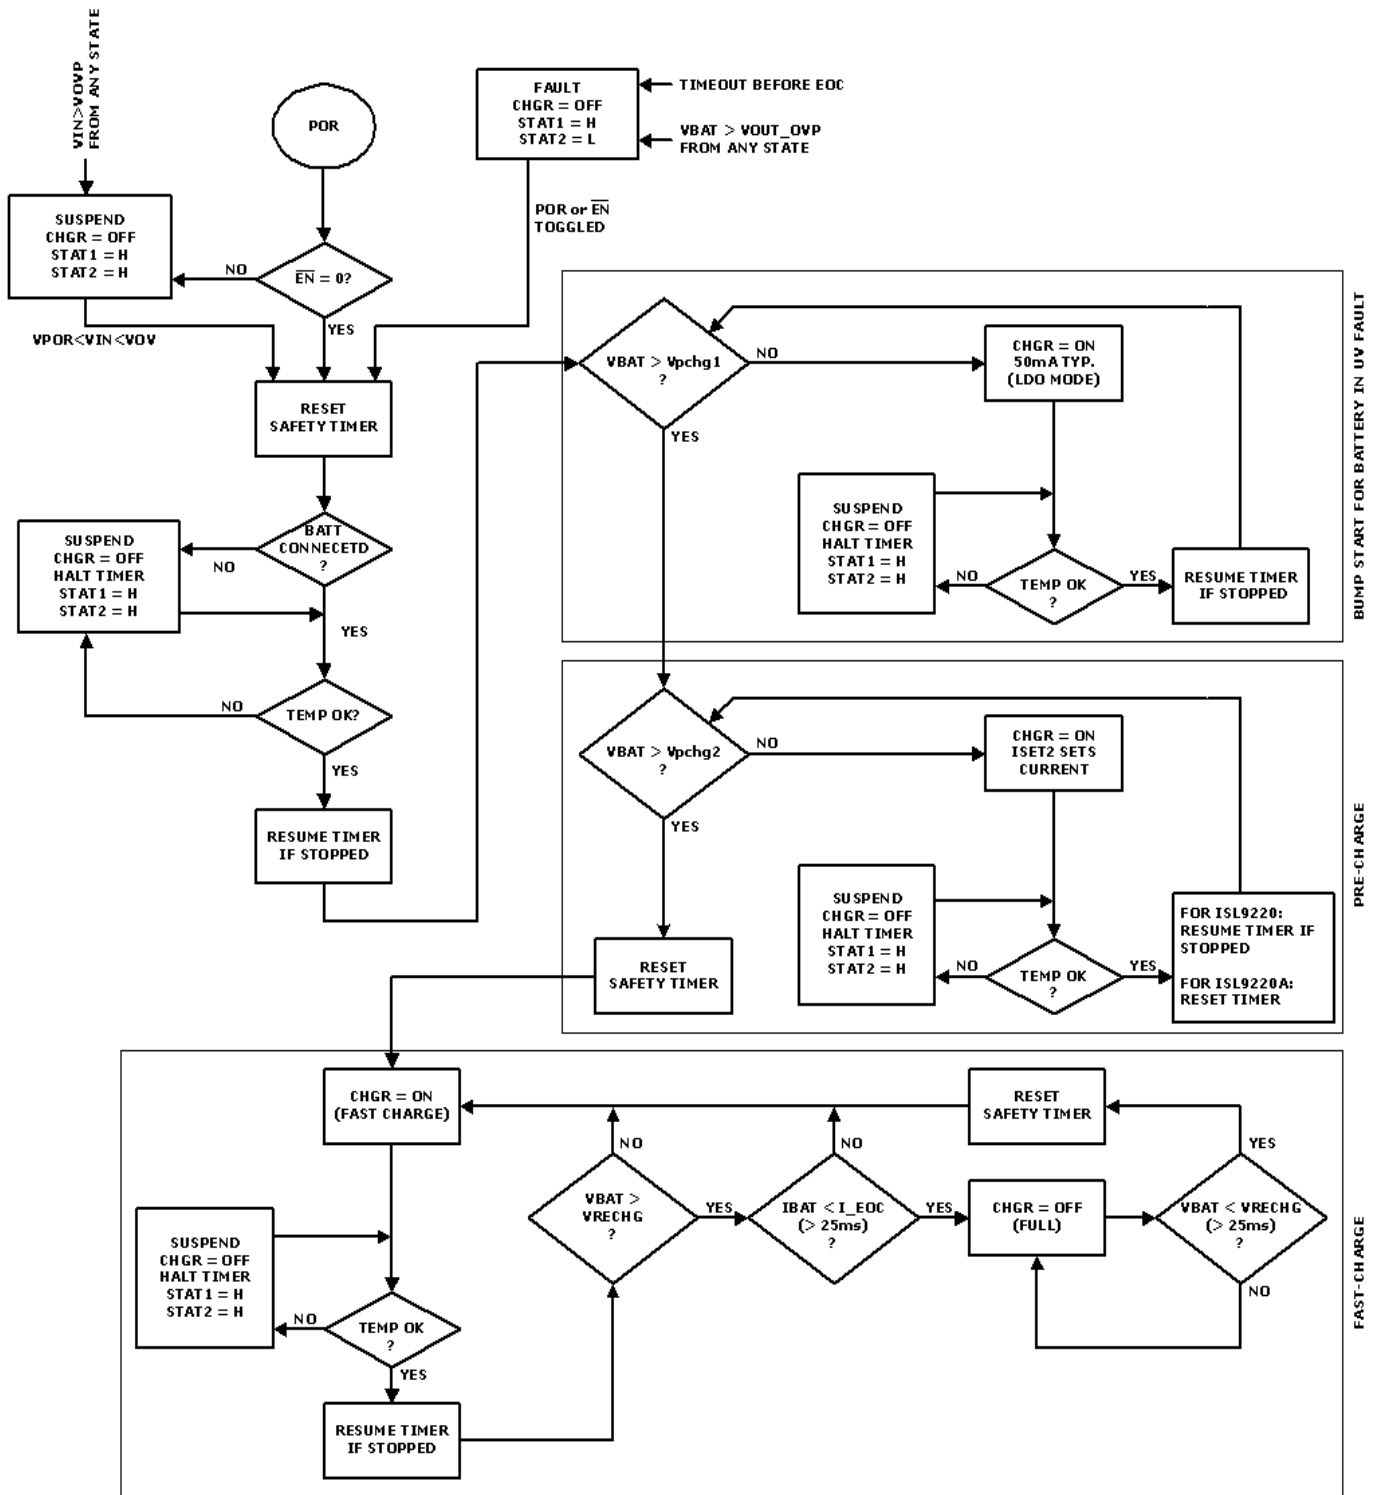 VIN>VOVP
FROM ANY STATE
POR
FAULT
CHGR = OFF
STAT1 = H
STAT2 = L
TIMEOUT BEFORE EOC
VBAT > VOUT_OVP
FROM ANY STATE
SUSPEND
CHGR = OFF
STAT1 = H
STAT2 = H
NO
E̅N̅ = 0?
POR or E̅N̅
TOGGLED
YES
VPOR<VIN<VOV
RESET
SAFETY TIMER
SUSPEND
CHGR = OFF
HALT TIMER
STAT1 = H
STAT2 = H
NO
BATT
CONNECETD
?
YES
NO
TEMP OK?
YES
RESUME TIMER
IF STOPPED
VBAT > Vpchg1
?
NO
YES
CHGR = ON
50mA TYP.
(LDO MODE)
SUSPEND
CHGR = OFF
HALT TIMER
STAT1 = H
STAT2 = H
NO
TEMP OK
?
YES
RESUME TIMER
IF STOPPED
BUMP START FOR BATTERY IN UV FAULT
VBAT > Vpchg2
?
NO
YES
CHGR = ON
ISET2 SETS
CURRENT
SUSPEND
CHGR = OFF
HALT TIMER
STAT1 = H
STAT2 = H
NO
TEMP OK
?
YES
FOR ISL9220:
RESUME TIMER IF
STOPPED
FOR ISL9220A:
RESET TIMER
RESET
SAFETY TIMER
PRE-CHARGE
CHGR = ON
(FAST CHARGE)
SUSPEND
CHGR = OFF
HALT TIMER
STAT1 = H
STAT2 = H
NO
TEMP OK
?
YES
RESUME TIMER
IF STOPPED
NO
VBAT >
VRECHG
?
YES
NO
IBAT < I_EOC
(> 25ms)
?
YES
RESET
SAFETY TIMER
CHGR = OFF
(FULL)
YES
VBAT < VRECHG
(> 25ms)
?
NO
FAST-CHARGE